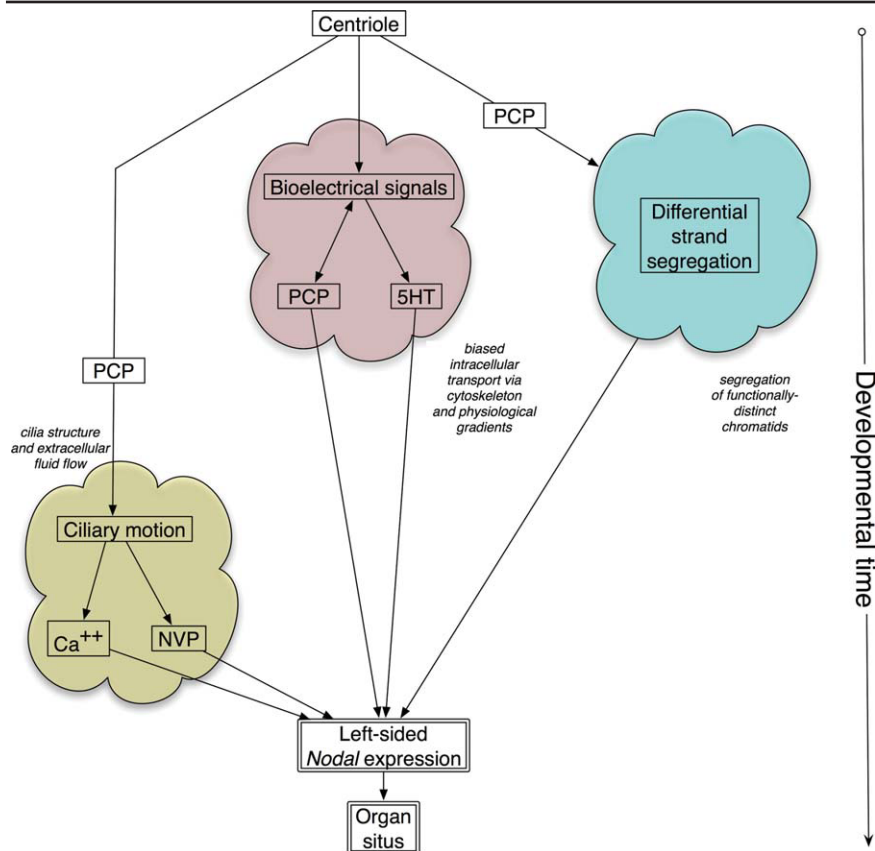 Centriole
PCP
Bioelectrical signals
Differential
strand
segregation
PCP
5HT
biased
intracellular
transport via
cytoskeleton
and physiological
gradients
PCP
segregation
of functionally-
distinct
chromatids
cilia structure
and extracellular
fluid flow
Ciliary motion
Ca++
NVP
Left-sided
Nodal expression
Organ
situs
Developmental time